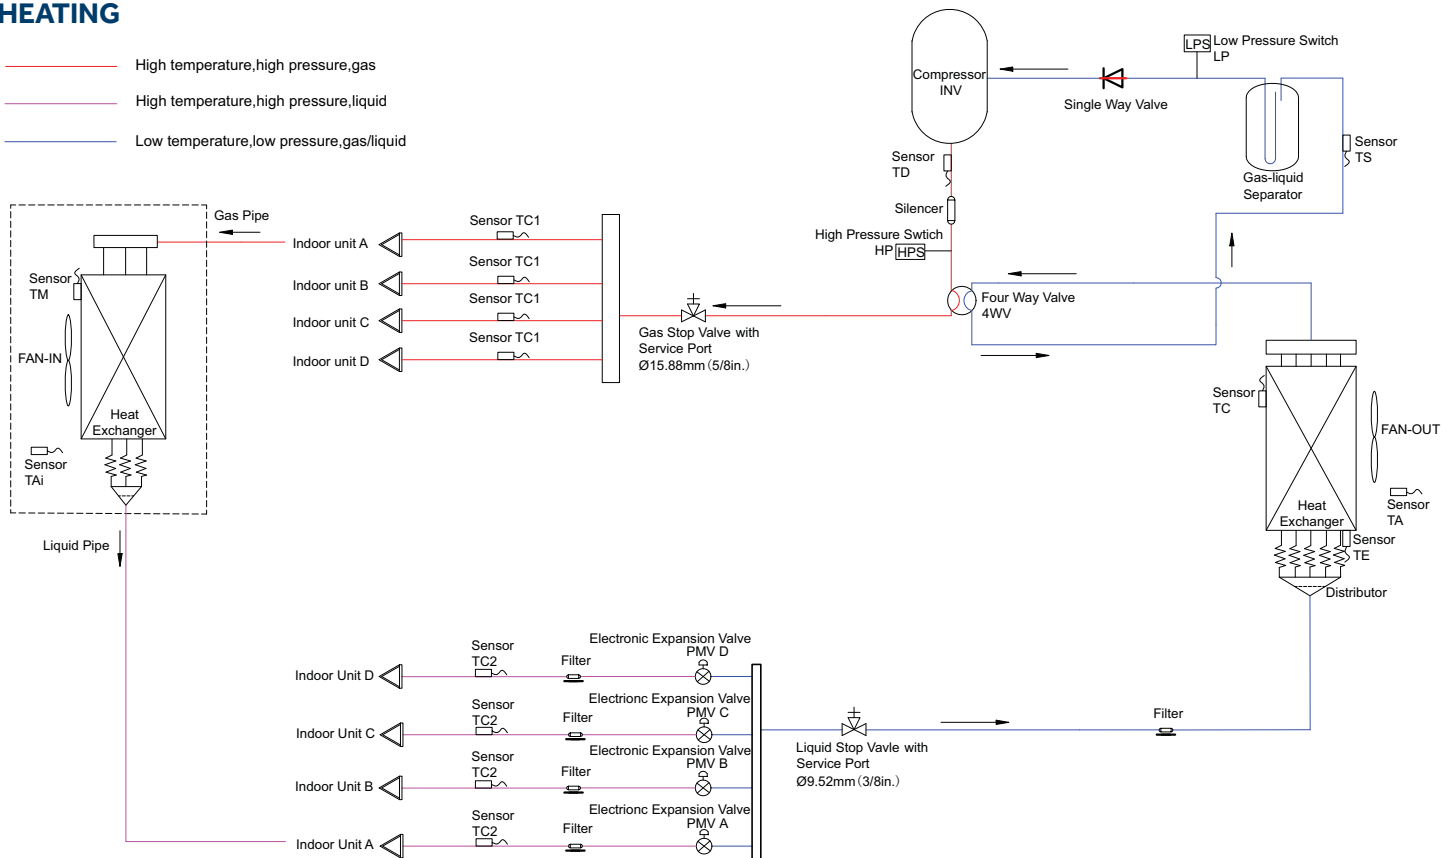 HEATING
High temperature,high pressure,gas
High temperature,high pressure,liquid
Low temperature,low pressure,gas/liquid
Compressor
INV
LPS
Low Pressure Switch
LP
Single Way Valve
Sensor
TS
Gas-liquid
Separator
Sensor
TD
Silencer
High Pressure Swtich
HP
HPS
Four Way Valve
4WV
Gas Pipe
Sensor TC1
Indoor unit A
Sensor TC1
Indoor unit B
Sensor TC1
Indoor unit C
Sensor TC1
Indoor unit D
Gas Stop Valve with
Service Port
Ø15.88mm(5/8in.)
Sensor
TM
FAN-IN
Heat
Exchanger
Sensor
TAi
Liquid Pipe
Sensor
TC
FAN-OUT
Heat
Exchanger
Sensor
TA
Sensor
TE
Distributor
Indoor Unit D
Sensor
TC2
Filter
Electronic Expansion Valve
PMV D
Indoor Unit C
Sensor
TC2
Filter
Electrionc Expansion Valve
PMV C
Indoor Unit B
Sensor
TC2
Filter
Electronic Expansion Valve
PMV B
Indoor Unit A
Sensor
TC2
Filter
Electrionc Expansion Valve
PMV A
Liquid Stop Vavle with
Service Port
Ø9.52mm(3/8in.)
Filter